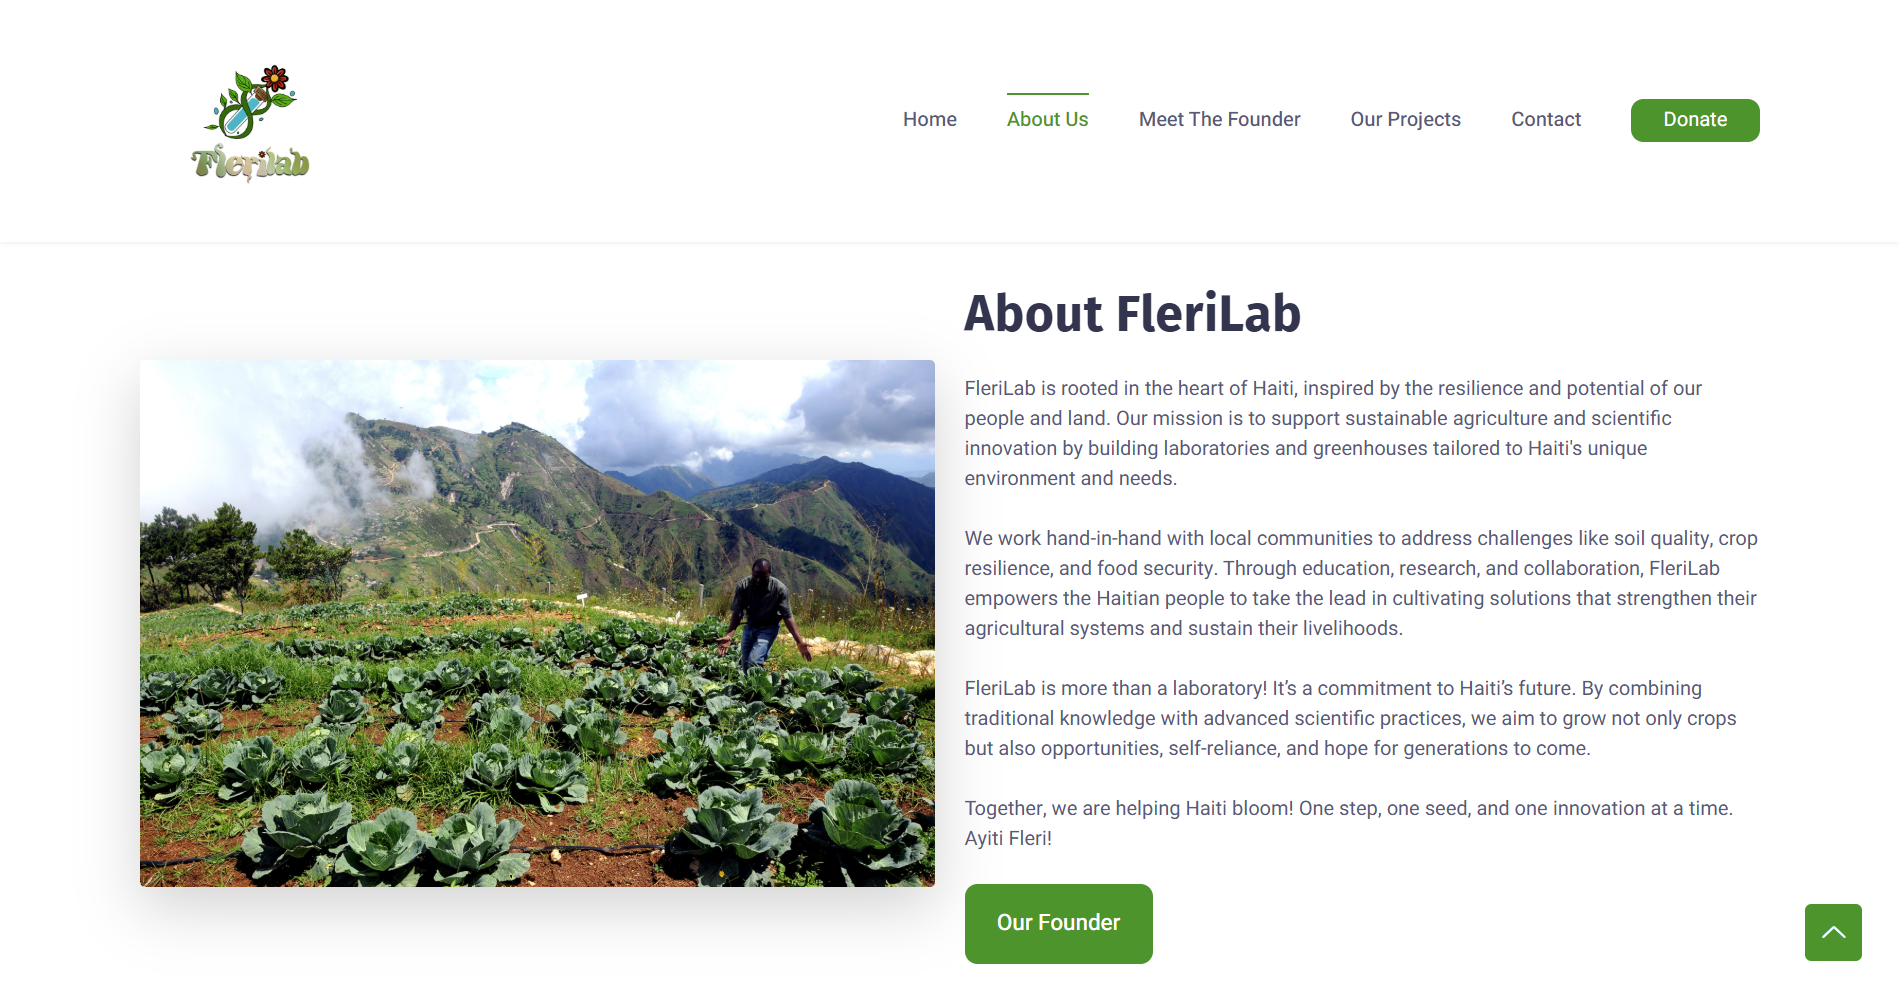 Flerilab
Home
About Us
Meet The Founder
Our Projects
Contact
Donate
About FleriLab
FleriLab is rooted in the heart of Haiti, inspired by the resilience and potential of our
people and land. Our mission is to support sustainable agriculture and scientific
innovation by building laboratories and greenhouses tailored to Haiti's unique
environment and needs.
We work hand-in-hand with local communities to address challenges like soil quality, crop
resilience, and food security. Through education, research, and collaboration, FleriLab
empowers the Haitian people to take the lead in cultivating solutions that strengthen their
agricultural systems and sustain their livelihoods.
FleriLab is more than a laboratory! It’s a commitment to Haiti’s future. By combining
traditional knowledge with advanced scientific practices, we aim to grow not only crops
but also opportunities, self-reliance, and hope for generations to come.
Together, we are helping Haiti bloom! One step, one seed, and one innovation at a time.
Ayiti Fleri!
Our Founder